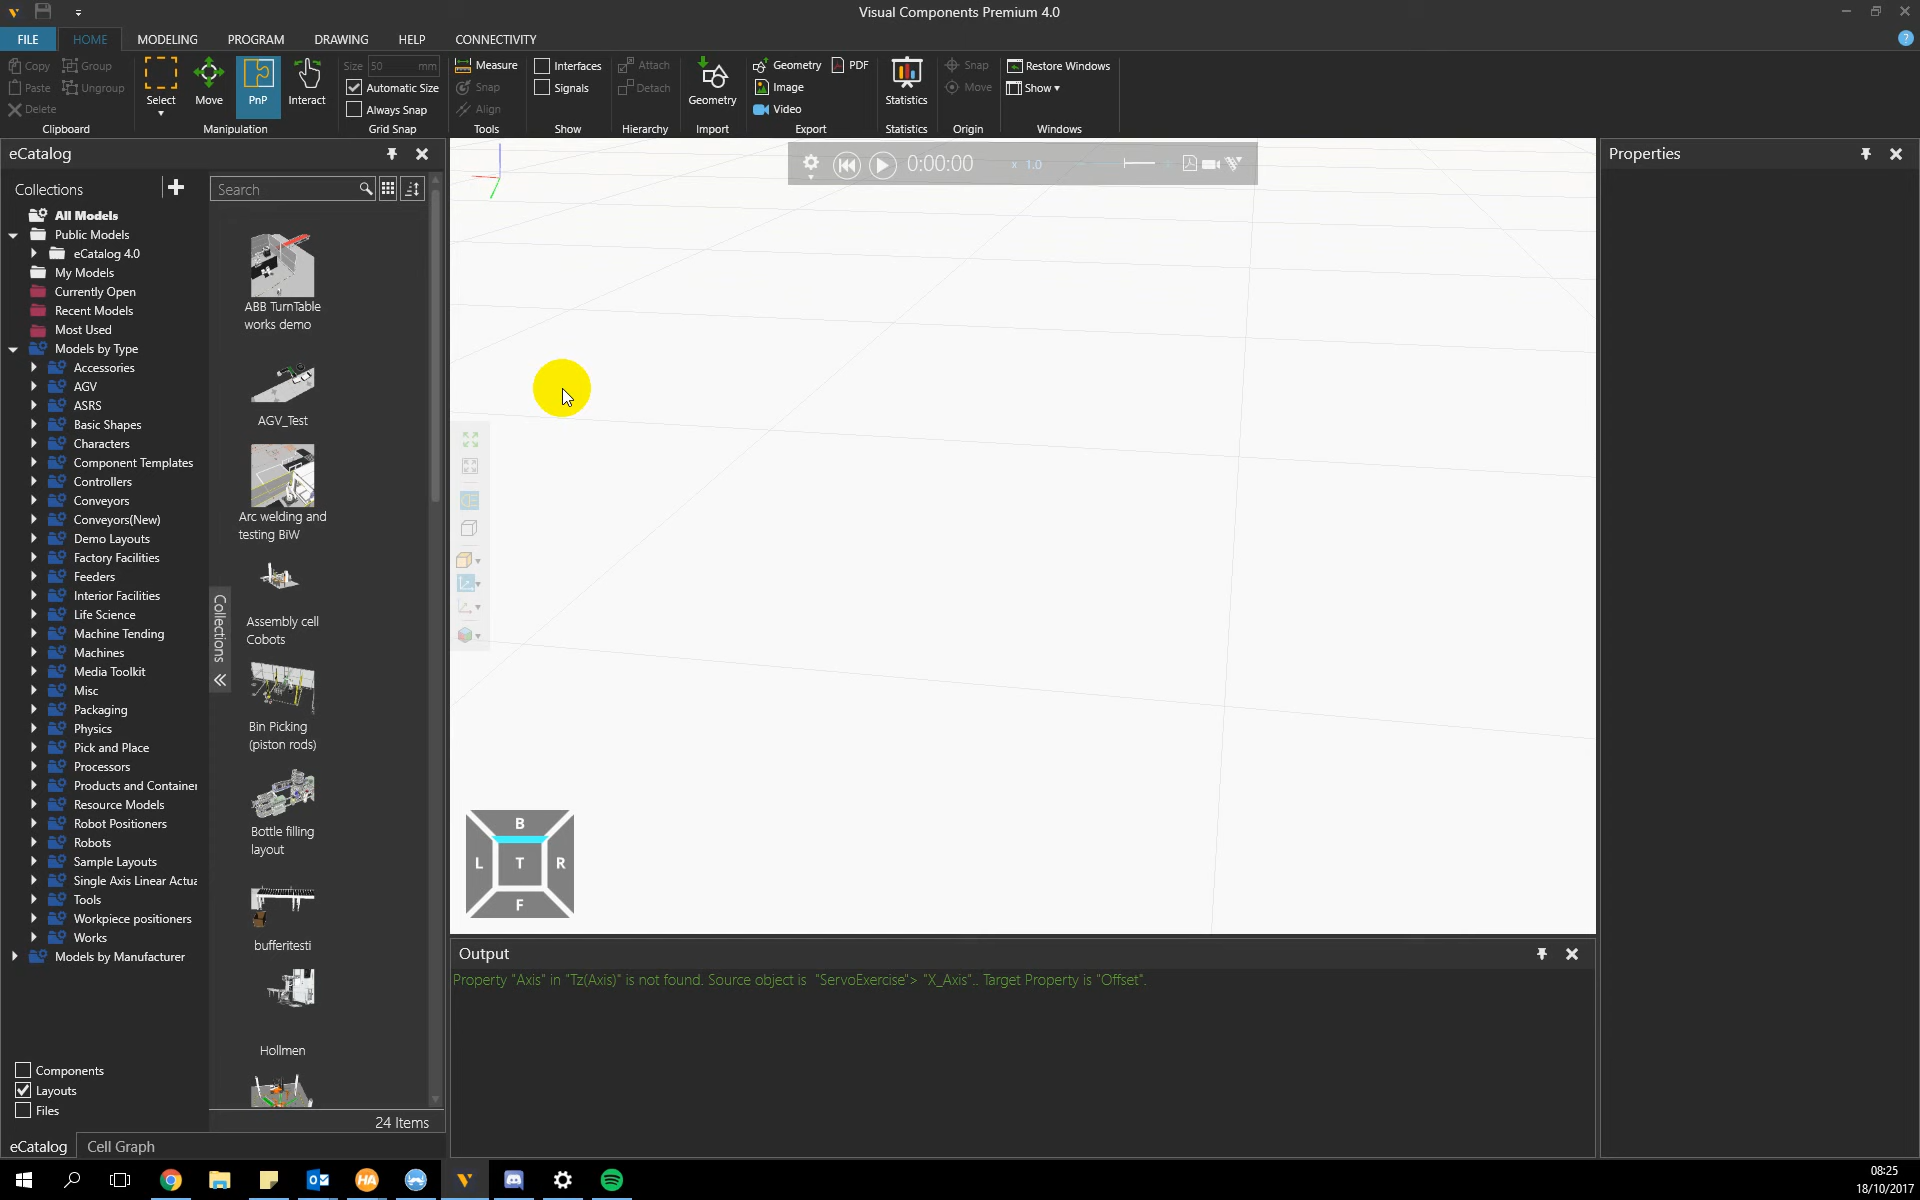 Visual Components Premium 4.0
FILE HOME MODELING PROGRAM DRAWING HELP CONNECTIVITY
Copy Group
Paste Ungroup
Delete
Clipboard
Select Move PnP Interact
Manipulation
Size 50 mm
Automatic Size
Always Snap
Grid Snap
Measure
Snap
Align
Tools
Interfaces
Signals
Show
Attach
Detach
Hierarchy
Geometry
Import
Geometry PDF
Image
Video
Export
Statistics
Statistics
Snap
Move
Origin
Restore Windows
Show
Windows
eCatalog
Collections
All Models
Public Models
eCatalog 4.0
My Models
Currently Open
Recent Models
Most Used
Models by Type
Accessories
AGV
ASRS
Basic Shapes
Characters
Component Templates
Controllers
Conveyors
Conveyors(New)
Demo Layouts
Factory Facilities
Feeders
Interior Facilities
Life Science
Machine Tending
Machines
Media Toolkit
Misc
Packaging
Physics
Pick and Place
Processors
Products and Container
Resource Models
Robot Positioners
Robots
Sample Layouts
Single Axis Linear Actua
Tools
Workpiece positioners
Works
Models by Manufacturer
Components
Layouts
Files
Collections
Search
ABB TurnTable
works demo
AGV_Test
Arc welding and
testing BiW
Assembly cell
Cobots
Bin Picking
(piston rods)
Bottle filling
layout
bufferitesti
Hollmen
24 Items
eCatalog Cell Graph
0:00:00 x 1.0
B
L T R
F
Output
Property "Axis" in "Tz(Axis)" is not found. Source object is "ServoExercise"> "X_Axis".. Target Property is "Offset".
Properties
HA
08:25
18/10/2017